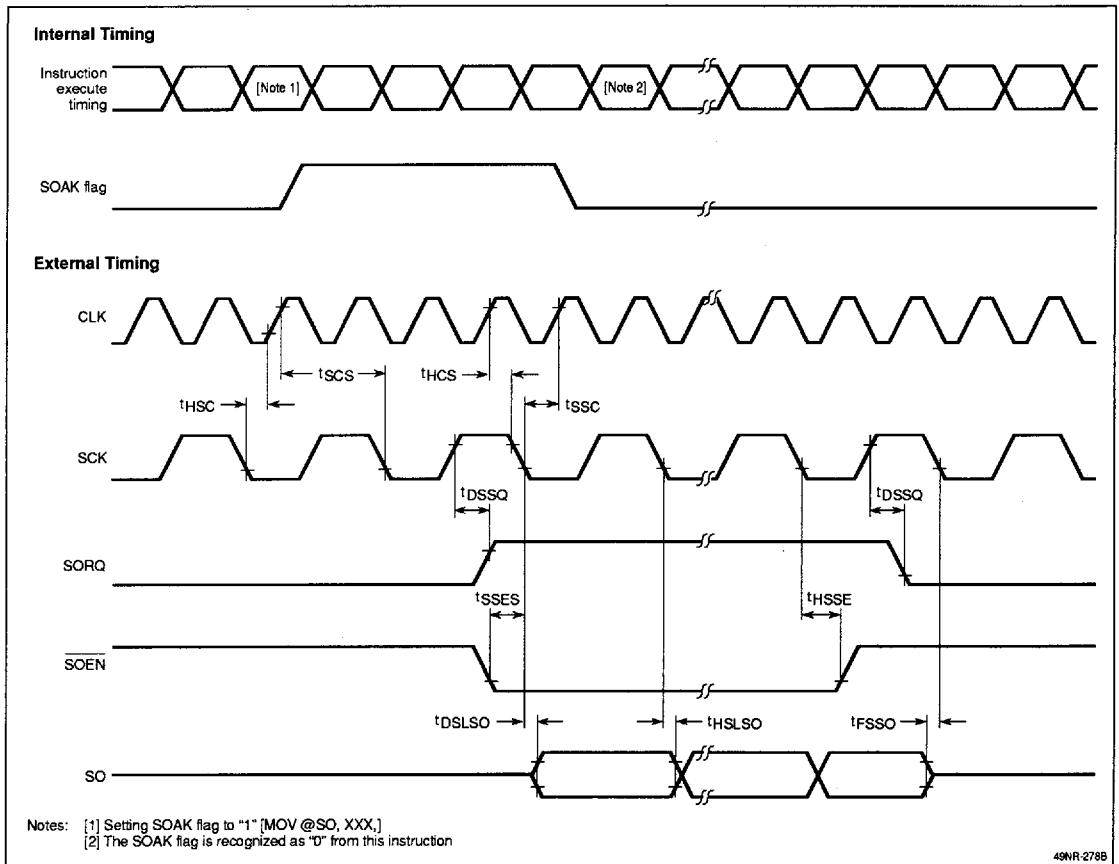 Internal Timing
Instruction
execute
timing
[Note 1]
[Note 2]
SOAK flag
External Timing
CLK
tSCS
tHCS
tHSC
tSSC
SCK
tDSSQ
tDSSQ
SORQ
tSSES
tHSSE
SOEN
tDSLSO
tHSLSO
tFSSO
SO
Notes: [1] Setting SOAK flag to "1" [MOV @SO, XXX,]
[2] The SOAK flag is recognized as "0" from this instruction
49NR-278B